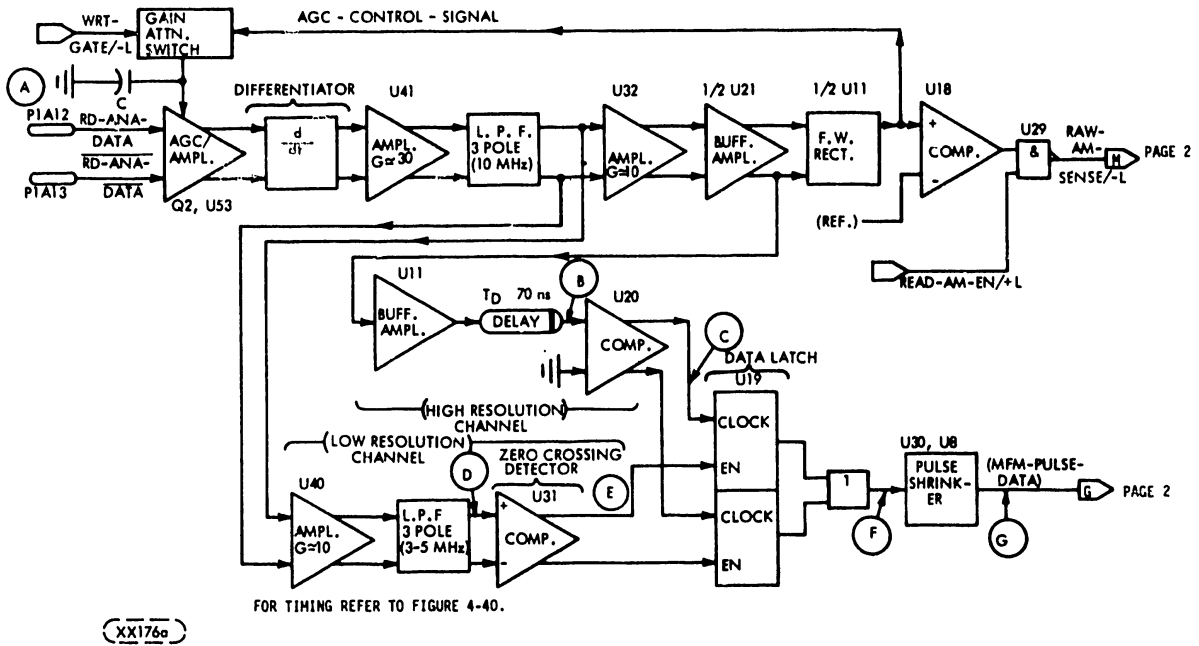 WRT-
GATE/-L
GAIN
ATTN.
SWITCH
AGC - CONTROL - SIGNAL
A
C
P1A12
RD-ANA-
DATA
RD-ANA-
DATA
P1A13
AGC/
AMPL.
Q2, U53
DIFFERENTIATOR
d
dt
U41
AMPL.
G≃30
L. P. F.
3 POLE
(10 MHz)
U32
AMPL.
G≃10
1/2 U21
BUFF.
AMPL.
1/2 U11
F. W.
RECT.
U18
+
COMP.
-
(REF.)
U29
&
RAW-
AM-
SENSE/-L
M
PAGE 2
READ-AM-EN/+L
U11
BUFF.
AMPL.
TD 70 ns
DELAY
B
U20
COMP.
C
DATA LATCH
U19
(HIGH RESOLUTION)
CHANNEL
CLOCK
EN
CLOCK
EN
(LOW RESOLUTION)
CHANNEL
D
ZERO CROSSING
DETECTOR
U31
E
+
COMP.
-
U40
AMPL.
G≃10
L.P.F
3 POLE
(3-5 MHz)
1
F
U30, U8
PULSE
SHRINK-
ER
(MFM-PULSE-
DATA)
G
G
PAGE 2
FOR TIMING REFER TO FIGURE 4-40.
XX176a